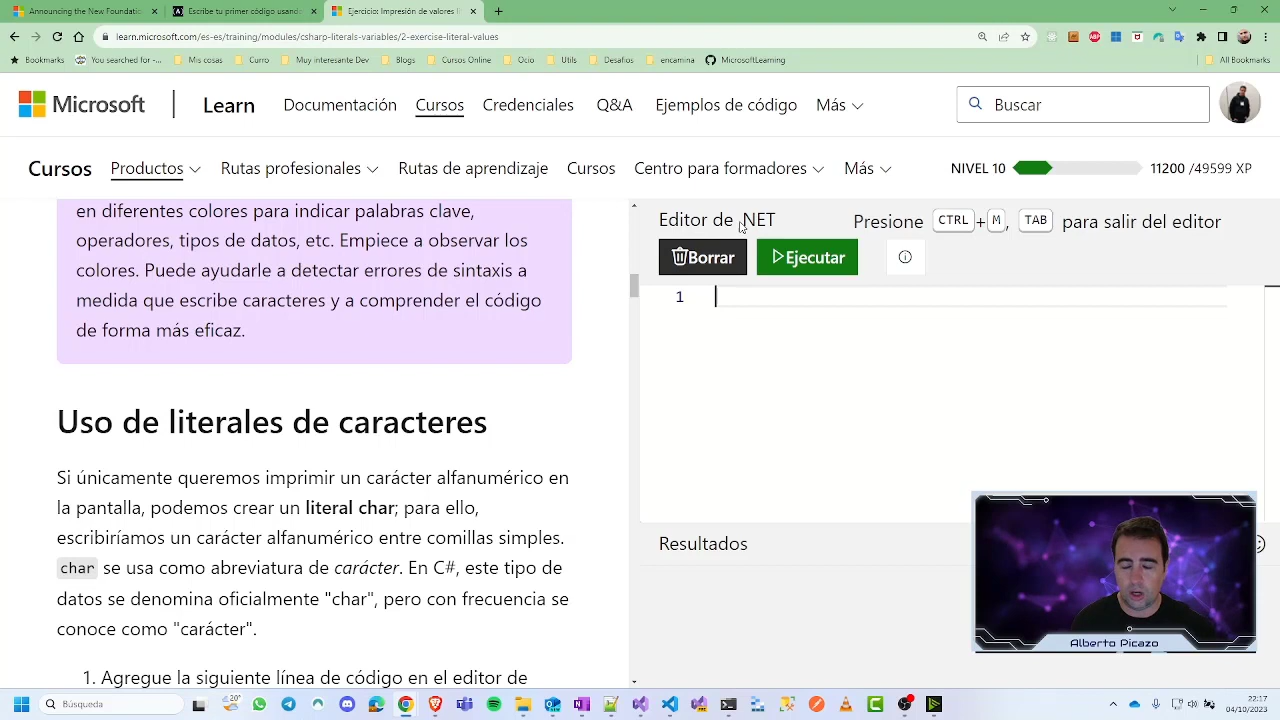 Announcing the New Foundatio
Escribe tu primer código usando
Ejercicio: Impresión de valores l
learn.microsoft.com/es-es/training/modules/csharp-literals-variables/2-exercise-literal-values
Bookmarks
You searched for -...
Mis cosas
Curro
Muy interesante Dev
Blogs
Cursos Online
Ocio
Utils
Desafios
encamina
MicrosoftLearning
All Bookmarks
Microsoft
Learn
Documentación
Cursos
Credenciales
Q&A
Ejemplos de código
Más
Buscar
Cursos
Productos
Rutas profesionales
Rutas de aprendizaje
Cursos
Centro para formadores
Más
NIVEL 10
11200 /49599 XP
en diferentes colores para indicar palabras clave,
operadores, tipos de datos, etc. Empiece a observar los
colores. Puede ayudarle a detectar errores de sintaxis a
medida que escribe caracteres y a comprender el código
de forma más eficaz.
Uso de literales de caracteres
Si únicamente queremos imprimir un carácter alfanumérico en
la pantalla, podemos crear un literal char; para ello,
escribiríamos un carácter alfanumérico entre comillas simples.
char se usa como abreviatura de carácter. En C#, este tipo de
datos se denomina oficialmente "char", pero con frecuencia se
conoce como "carácter".
1. Agregue la siguiente línea de código en el editor de
Editor de .NET
Presione CTRL + M, TAB para salir del editor
Borrar
Ejecutar
1
Resultados
Alberto Picazo
Búsqueda
20°
22:17
04/10/2023